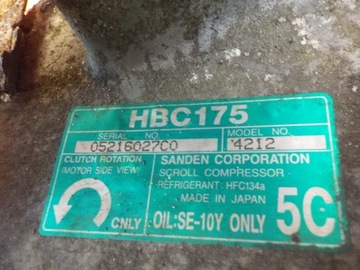 HBC175
SERIAL NO. MODEL NO.
05216027C0 4212
CLUTCH ROTATION SANDEN CORPORATION
(MOTOR SIDE VIEW) SCROLL COMPRESSOR
REFRIGERANT: HFC134a
MADE IN JAPAN
ONLY OIL:SE-10Y ONLY 5C